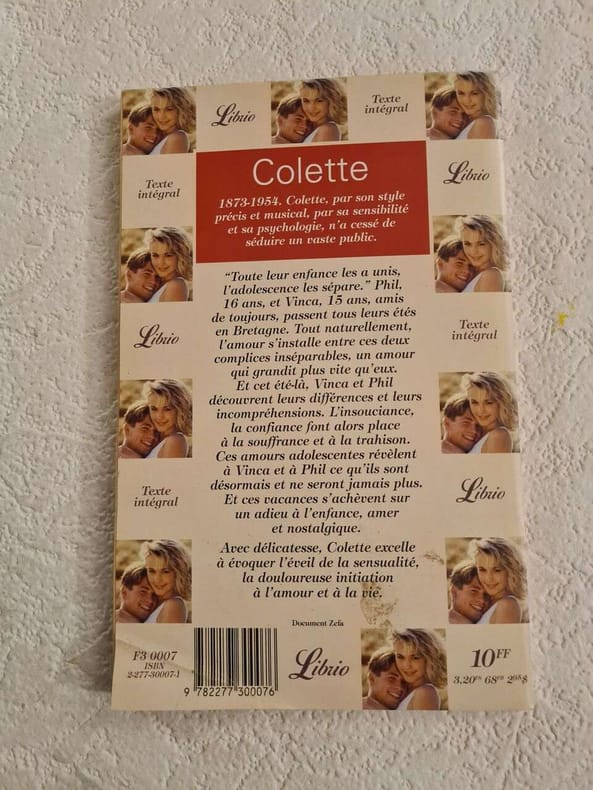 Librio
Texte
intégral
Texte
intégral
Colette
Librio
1873-1954. Colette, par son style
précis et musical, par sa sensibilité
et sa psychologie, n'a cessé de
séduire un vaste public.
"Toute leur enfance les a unis,
l'adolescence les sépare." Phil,
16 ans, et Vinca, 15 ans, amis
de toujours, passent tous leurs étés
en Bretagne. Tout naturellement,
l'amour s'installe entre ces deux
complices inséparables, un amour
qui grandit plus vite qu'eux.
Et cet été-là, Vinca et Phil
découvrent leurs différences et leurs
incompréhensions. L'insouciance,
la confiance font alors place
à la souffrance et à la trahison.
Ces amours adolescentes révèlent
à Vinca et à Phil ce qu'ils sont
désormais et ne seront jamais plus.
Et ces vacances s'achèvent sur
un adieu à l'enfance, amer
et nostalgique.
Avec délicatesse, Colette excelle
à évoquer l'éveil de la sensualité,
la douloureuse initiation
à l'amour et à la vie.
Librio
Texte
intégral
Texte
intégral
Librio
Document Zefa
F3 0007
ISBN
2-277-30007-1
9 782277 300076
Librio
10FF
3,20